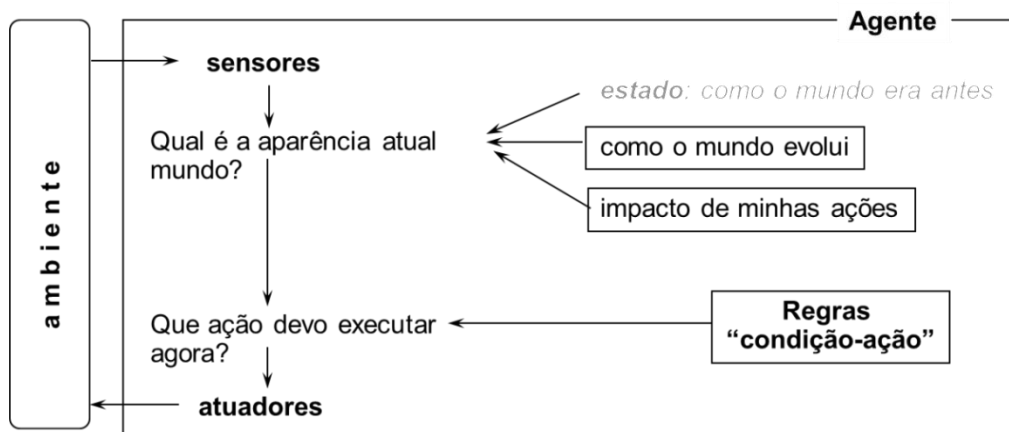 Agente
ambiente
sensores
estado: como o mundo era antes
Qual é a aparência atual
mundo?
como o mundo evolui
impacto de minhas ações
Que ação devo executar
agora?
Regras
“condição-ação”
atuadores